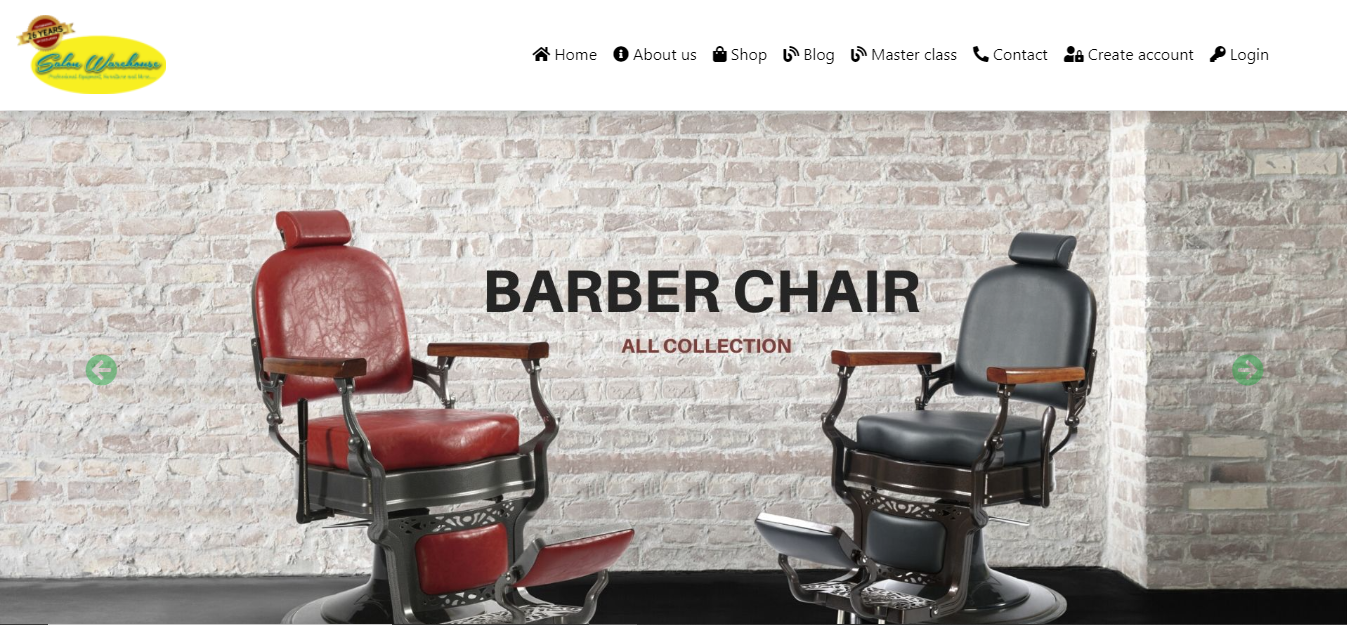 26 YEARS
Salon Warehouse
Professional Equipment, Furniture and More...
Home About us Shop Blog Master class Contact Create account Login
BARBER CHAIR
ALL COLLECTION